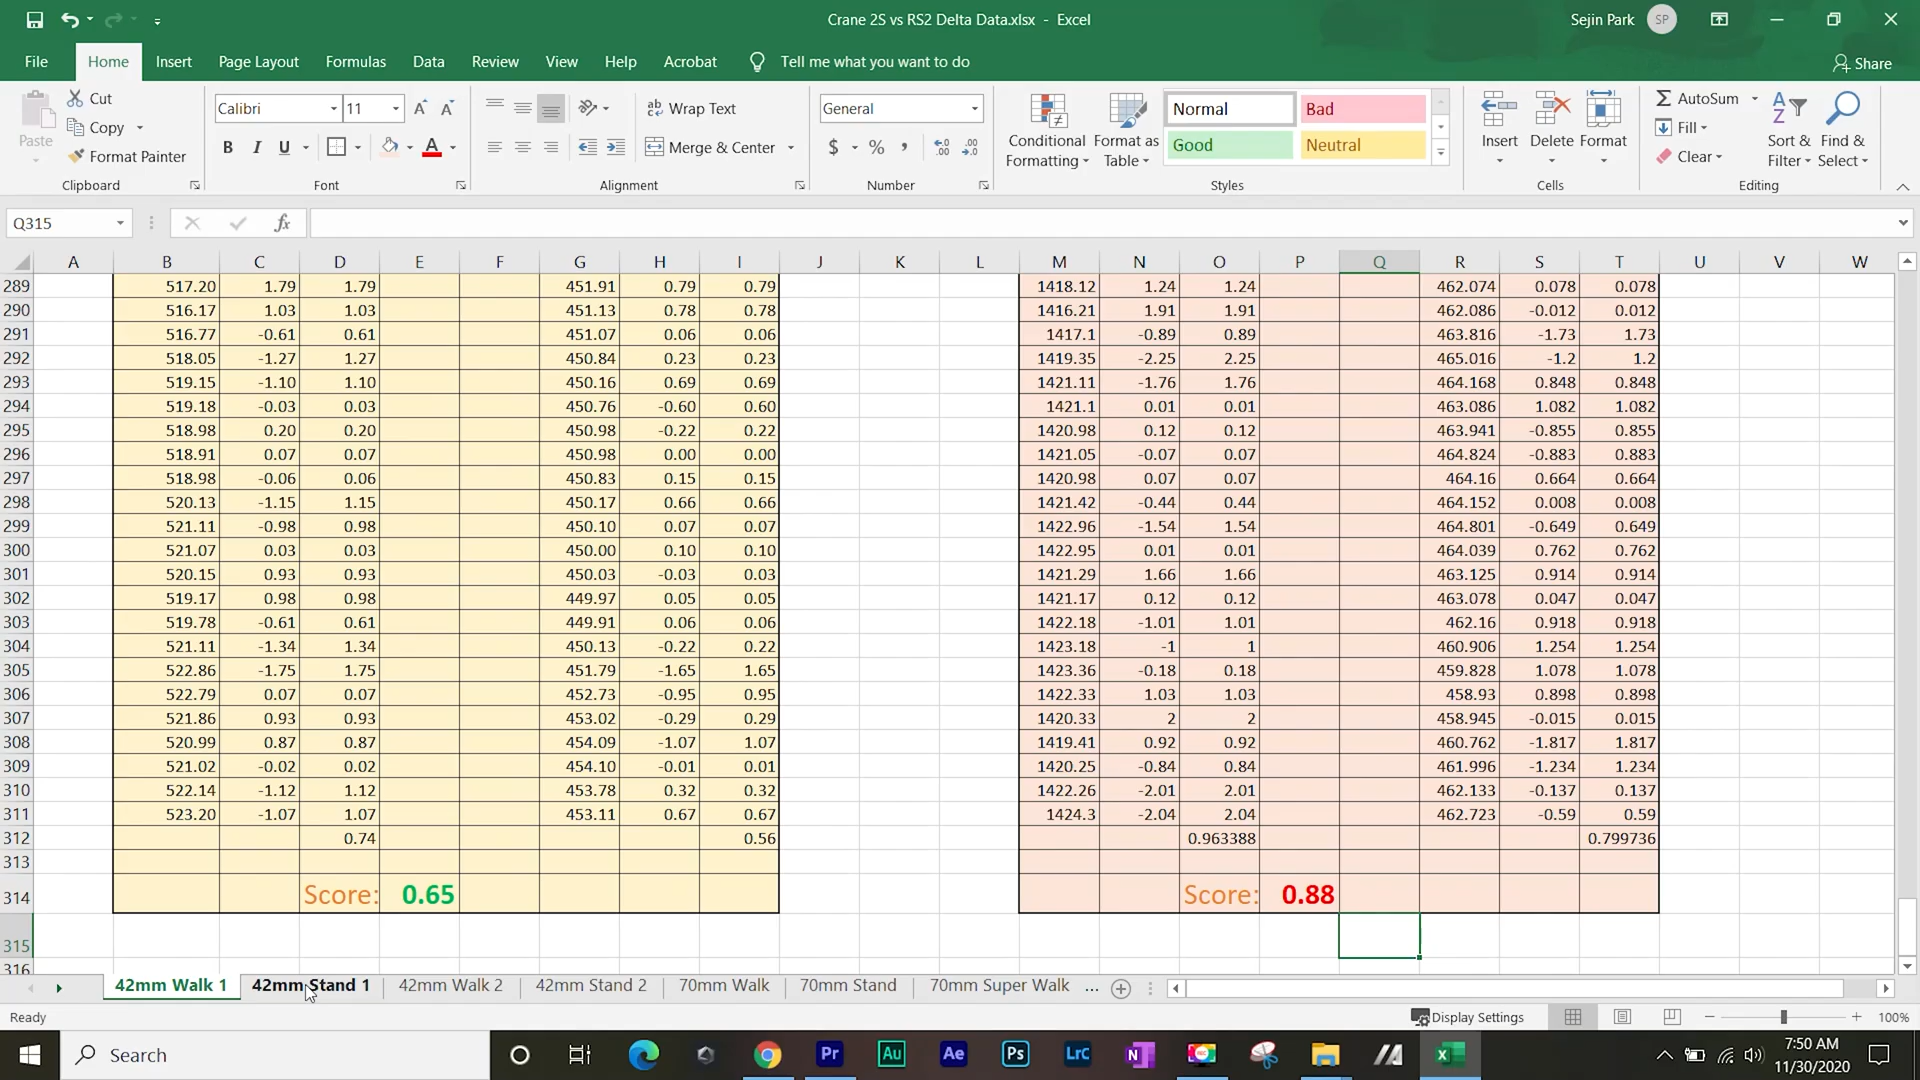 Crane 2S vs RS2 Delta Data.xlsx - Excel
Sejin Park SP
File Home Insert Page Layout Formulas Data Review View Help Acrobat Tell me what you want to do Share
Paste Cut Copy Format Painter Clipboard
Calibri 11 A A B I U A Font
ab Wrap Text Merge & Center Alignment
General $ % , Number
Conditional Formatting Format as Table Normal Bad Good Neutral Styles
Insert Delete Format Cells
AutoSum Fill Clear Sort & Filter Find & Select Editing
Q315 fx
A B C D E F G H I J K L M N O P Q R S T U V W
289 517.20 1.79 1.79 451.91 0.79 0.79 1418.12 1.24 1.24 462.074 0.078 0.078
290 516.17 1.03 1.03 451.13 0.78 0.78 1416.21 1.91 1.91 462.086 -0.012 0.012
291 516.77 -0.61 0.61 451.07 0.06 0.06 1417.1 -0.89 0.89 463.816 -1.73 1.73
292 518.05 -1.27 1.27 450.84 0.23 0.23 1419.35 -2.25 2.25 465.016 -1.2 1.2
293 519.15 -1.10 1.10 450.16 0.69 0.69 1421.11 -1.76 1.76 464.168 0.848 0.848
294 519.18 -0.03 0.03 450.76 -0.60 0.60 1421.1 0.01 0.01 463.086 1.082 1.082
295 518.98 0.20 0.20 450.98 -0.22 0.22 1420.98 0.12 0.12 463.941 -0.855 0.855
296 518.91 0.07 0.07 450.98 0.00 0.00 1421.05 -0.07 0.07 464.824 -0.883 0.883
297 518.98 -0.06 0.06 450.83 0.15 0.15 1420.98 0.07 0.07 464.16 0.664 0.664
298 520.13 -1.15 1.15 450.17 0.66 0.66 1421.42 -0.44 0.44 464.152 0.008 0.008
299 521.11 -0.98 0.98 450.10 0.07 0.07 1422.96 -1.54 1.54 464.801 -0.649 0.649
300 521.07 0.03 0.03 450.00 0.10 0.10 1422.95 0.01 0.01 464.039 0.762 0.762
301 520.15 0.93 0.93 450.03 -0.03 0.03 1421.29 1.66 1.66 463.125 0.914 0.914
302 519.17 0.98 0.98 449.97 0.05 0.05 1421.17 0.12 0.12 463.078 0.047 0.047
303 519.78 -0.61 0.61 449.91 0.06 0.06 1422.18 -1.01 1.01 462.16 0.918 0.918
304 521.11 -1.34 1.34 450.13 -0.22 0.22 1423.18 -1 1 460.906 1.254 1.254
305 522.86 -1.75 1.75 451.79 -1.65 1.65 1423.36 -0.18 0.18 459.828 1.078 1.078
306 522.79 0.07 0.07 452.73 -0.95 0.95 1422.33 1.03 1.03 458.93 0.898 0.898
307 521.86 0.93 0.93 453.02 -0.29 0.29 1420.33 2 2 458.945 -0.015 0.015
308 520.99 0.87 0.87 454.09 -1.07 1.07 1419.41 0.92 0.92 460.762 -1.817 1.817
309 521.02 -0.02 0.02 454.10 -0.01 0.01 1420.25 -0.84 0.84 461.996 -1.234 1.234
310 522.14 -1.12 1.12 453.78 0.32 0.32 1422.26 -2.01 2.01 462.133 -0.137 0.137
311 523.20 -1.07 1.07 453.11 0.67 0.67 1424.3 -2.04 2.04 462.723 -0.59 0.59
312 0.74 0.56 0.963388 0.799736
313
314 Score: 0.65 Score: 0.88
315
316
42mm Walk 1 42mm Stand 1 42mm Walk 2 42mm Stand 2 70mm Walk 70mm Stand 70mm Super Walk ...
Ready Display Settings 100%
Search Pr Au Ae Ps LrC N 7:50 AM
11/30/2020